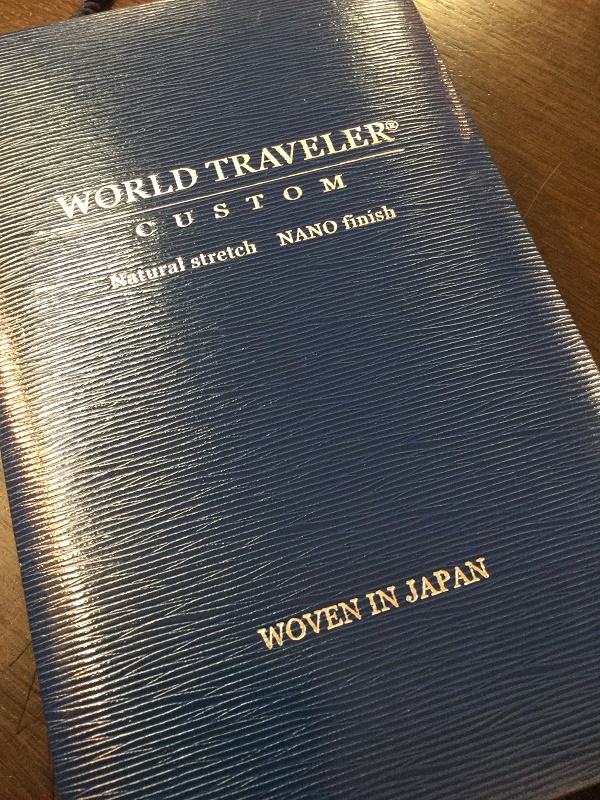 WORLD TRAVELER®
CUSTOM
Natural stretch NANO finish
WOVEN IN JAPAN